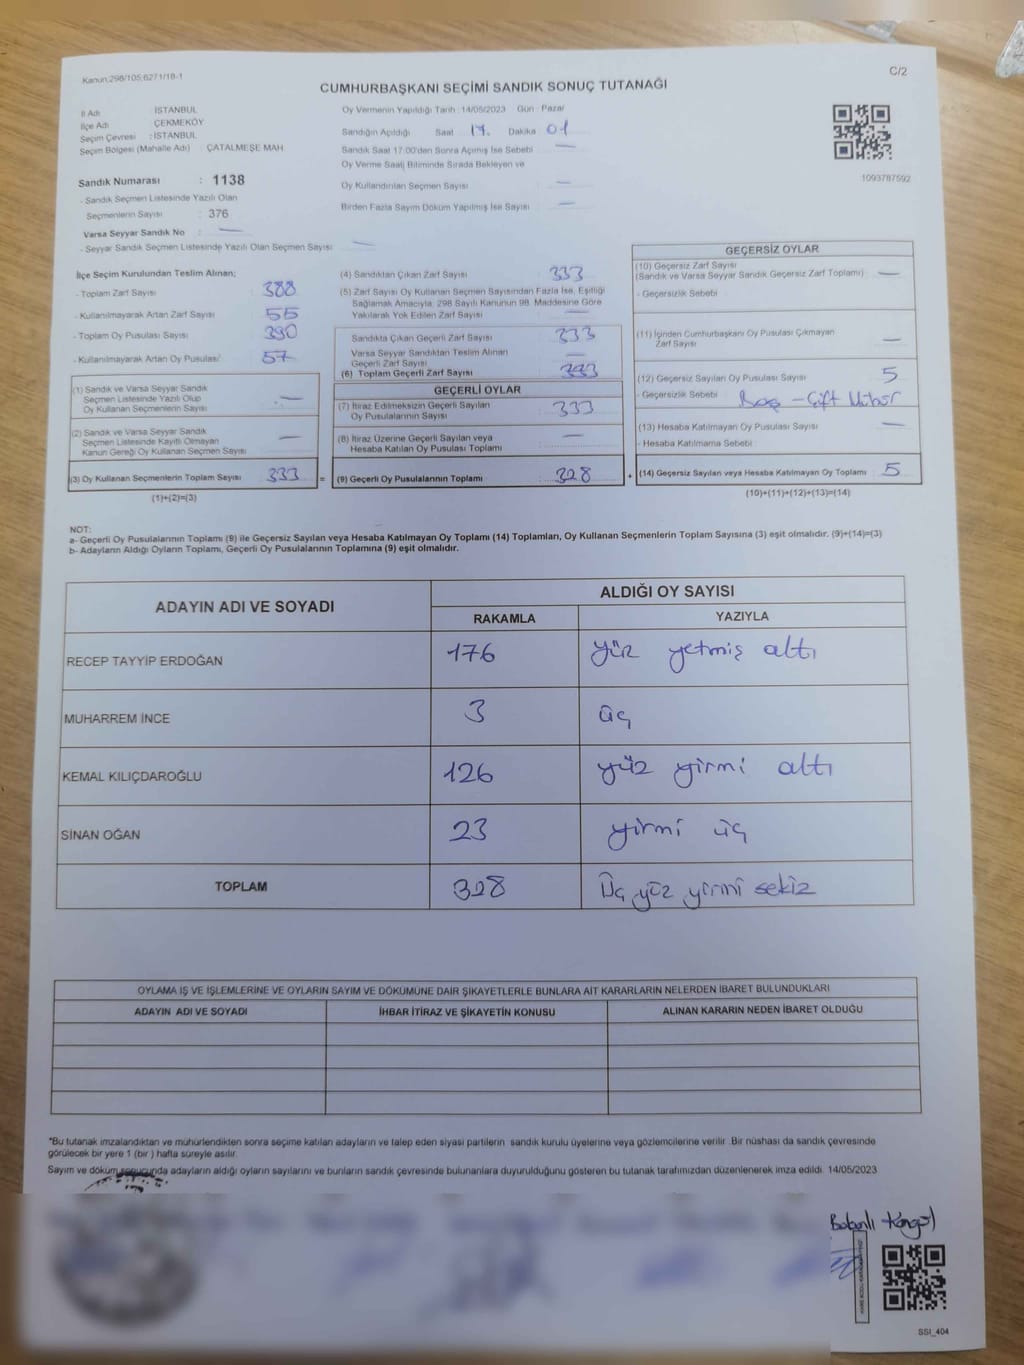 Kanun:298/105;6271/18-1
C/2
CUMHURBAŞKANI SEÇİMİ SANDIK SONUÇ TUTANAĞI
İl Adı : İSTANBUL
İlçe Adı : ÇEKMEKÖY
Seçim Çevresi : İSTANBUL
Seçim Bölgesi (Mahalle Adı) : ÇATALMEŞE MAH
Sandık Numarası : 1138
- Sandık Seçmen Listesinde Yazılı Olan
Seçmenlerin Sayısı : 376
Varsa Seyyar Sandık No : —
- Seyyar Sandık Seçmen Listesinde Yazılı Olan Seçmen Sayısı : —
Oy Vermenin Yapıldığı Tarih : 14/05/2023 Gün : Pazar
Sandığın Açıldığı Saat 17. Dakika 01
Sandık Saat 17:00'den Sonra Açılmış İse Sebebi —
Oy Verme Saati Bitiminde Sırada Bekleyen ve
Oy Kullandırılan Seçmen Sayısı : —
Birden Fazla Sayım Döküm Yapılmış İse Sayısı : —
1093787592
İlçe Seçim Kurulundan Teslim Alınan;
- Toplam Zarf Sayısı : 388
- Kullanılmayarak Artan Zarf Sayısı : 55
- Toplam Oy Pusulası Sayısı : 390
- Kullanılmayarak Artan Oy Pusulası : 57
(1) Sandık ve Varsa Seyyar Sandık
Seçmen Listesinde Yazılı Olup
Oy Kullanan Seçmenlerin Sayısı : —
(2) Sandık ve Varsa Seyyar Sandık
Seçmen Listesinde Kayıtlı Olmayan
Kanun Gereği Oy Kullanan Seçmen Sayısı : —
(3) Oy Kullanan Seçmenlerin Toplam Sayısı : 333 =
(1)+(2)=(3)
(4) Sandıktan Çıkan Zarf Sayısı : 333
(5) Zarf Sayısı Oy Kullanan Seçmen Sayısından Fazla İse, Eşitliği
Sağlamak Amacıyla, 298 Sayılı Kanunun 98. Maddesine Göre
Yakılarak Yok Edilen Zarf Sayısı : —
Sandıkta Çıkan Geçerli Zarf Sayısı : 333
Varsa Seyyar Sandıktan Teslim Alınan
Geçerli Zarf Sayısı : —
(6) Toplam Geçerli Zarf Sayısı : 333
GEÇERLİ OYLAR
(7) İtiraz Edilmeksizin Geçerli Sayılan
Oy Pusulalarının Sayısı : 333
(8) İtiraz Üzerine Geçerli Sayılan veya
Hesaba Katılan Oy Pusulası Toplamı : —
(9) Geçerli Oy Pusulalarının Toplamı : 328 +
GEÇERSİZ OYLAR
(10) Geçersiz Zarf Sayısı
(Sandık ve Varsa Seyyar Sandık Geçersiz Zarf Toplamı) : —
- Geçersizlik Sebebi :
(11) İçinden Cumhurbaşkanı Oy Pusulası Çıkmayan
Zarf Sayısı : —
(12) Geçersiz Sayılan Oy Pusulası Sayısı : 5
- Geçersizlik Sebebi : Boş - Çift Mühür
(13) Hesaba Katılmayan Oy Pusulası Sayısı : —
- Hesaba Katılmama Sebebi :
(14) Geçersiz Sayılan veya Hesaba Katılmayan Oy Toplamı : 5
(10)+(11)+(12)+(13)=(14)
NOT:
a- Geçerli Oy Pusulalarının Toplamı (9) ile Geçersiz Sayılan veya Hesaba Katılmayan Oy Toplamı (14) Toplamları, Oy Kullanan Seçmenlerin Toplam Sayısına (3) eşit olmalıdır. (9)+(14)=(3)
b- Adayların Aldığı Oyların Toplamı, Geçerli Oy Pusulalarının Toplamına (9) eşit olmalıdır.
ADAYIN ADI VE SOYADI ALDIĞI OY SAYISI
RAKAMLA YAZIYLA
RECEP TAYYİP ERDOĞAN 176 yüz yetmiş altı
MUHARREM İNCE 3 üç
KEMAL KILIÇDAROĞLU 126 yüz yirmi altı
SİNAN OĞAN 23 yirmi üç
TOPLAM 328 Üç yüz yirmi sekiz
OYLAMA İŞ VE İŞLEMLERİNE VE OYLARIN SAYIM VE DÖKÜMÜNE DAİR ŞİKAYETLERLE BUNLARA AİT KARARLARIN NELERDEN İBARET BULUNDUKLARI
ADAYIN ADI VE SOYADI İHBAR İTİRAZ VE ŞİKAYETİN KONUSU ALINAN KARARIN NEDEN İBARET OLDUĞU
*Bu tutanak imzalandıktan ve mühürlendikten sonra seçime katılan adayların ve talep eden siyasi partilerin sandık kurulu üyelerine veya gözlemcilerine verilir. Bir nüshası da sandık çevresinde
görülecek bir yere 1 (bir) hafta süreyle asılır.
Sayım ve döküm sonucunda adayların aldığı oyların sayılarını ve bunların sandık çevresinde bulunanlara duyurulduğunu gösteren bu tutanak tarafımızdan düzenlenerek imza edildi. 14/05/2023
SSI_404